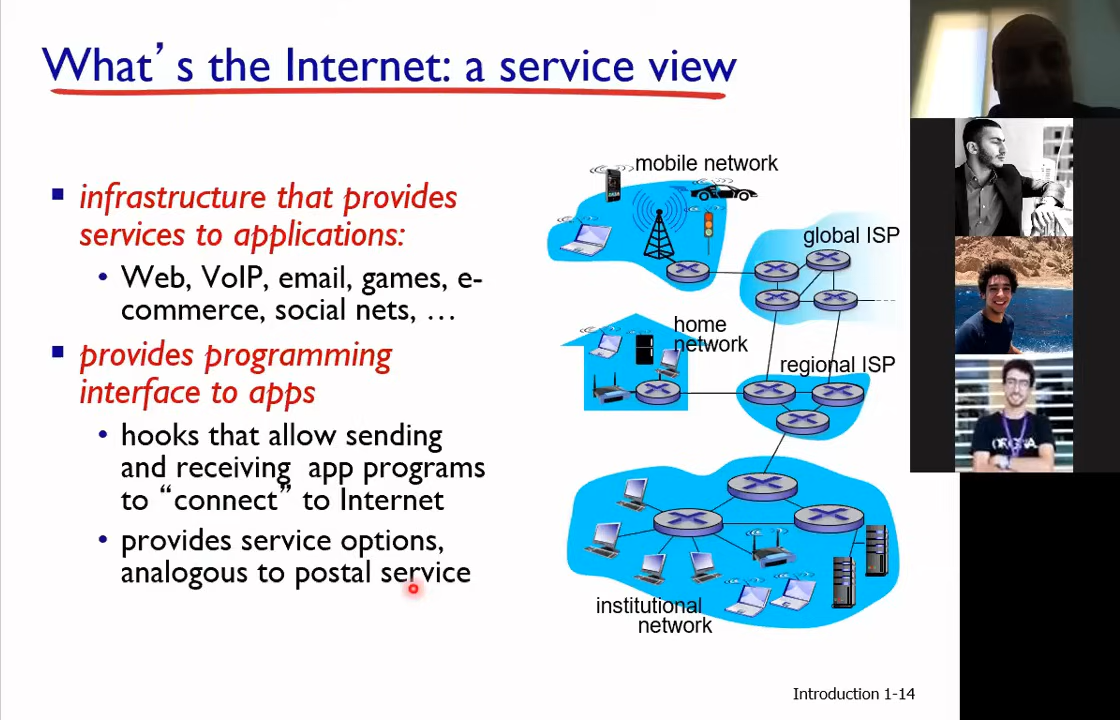 What's the Internet: a service view
infrastructure that provides
services to applications:
• Web, VoIP, email, games, e-
commerce, social nets, …
provides programming
interface to apps
• hooks that allow sending
and receiving app programs
to “connect” to Internet
• provides service options,
analogous to postal service
mobile network
global ISP
home
network
regional ISP
institutional
network
Introduction 1-14